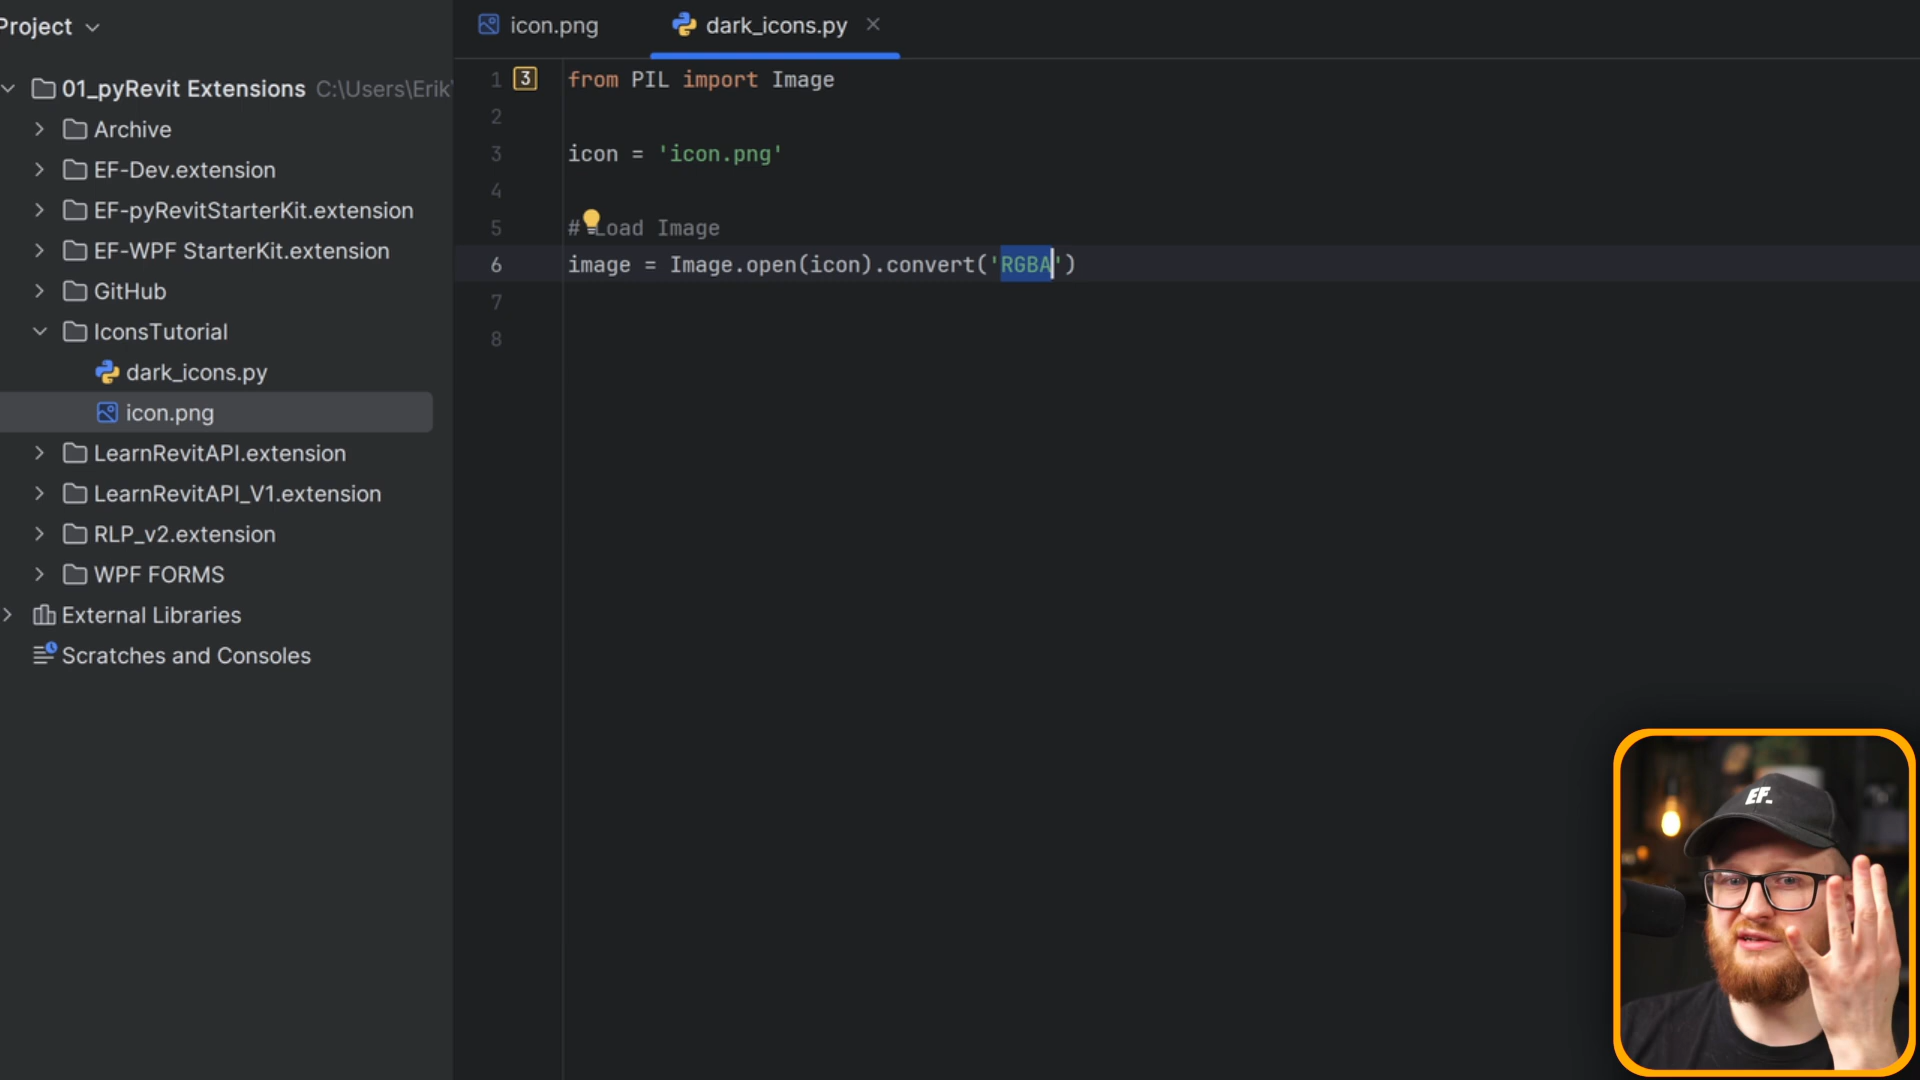 Project
01_pyRevit Extensions C:\Users\Erik
Archive
EF-Dev.extension
EF-pyRevitStarterKit.extension
EF-WPF StarterKit.extension
GitHub
IconsTutorial
dark_icons.py
icon.png
LearnRevitAPI.extension
LearnRevitAPI_V1.extension
RLP_v2.extension
WPF FORMS
External Libraries
Scratches and Consoles
icon.png dark_icons.py
1 3 from PIL import Image
2
3 icon = 'icon.png'
4
5 # Load Image
6 image = Image.open(icon).convert('RGBA')
7
8
EF.